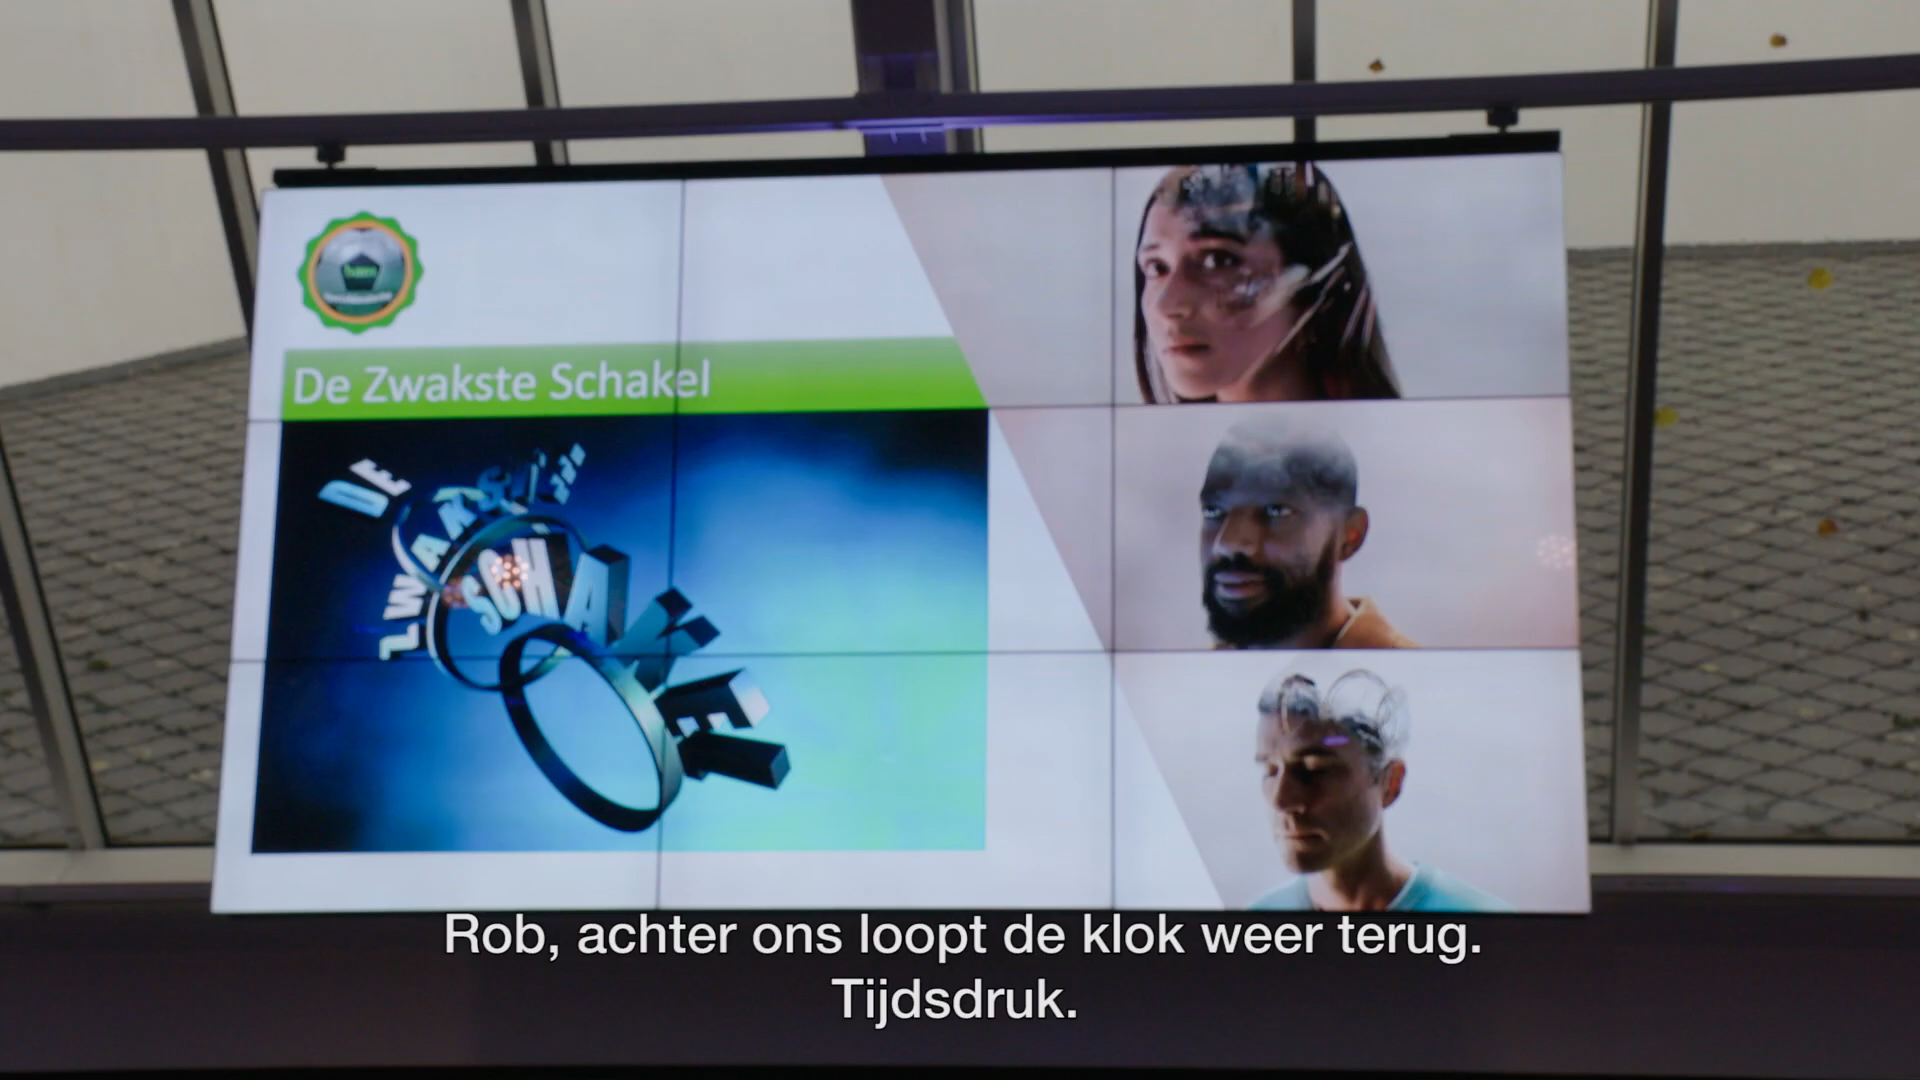 De Zwakste Schakel
DE
ZWAKSTE
SCHAKEL
Rob, achter ons loopt de klok weer terug.
Tijdsdruk.